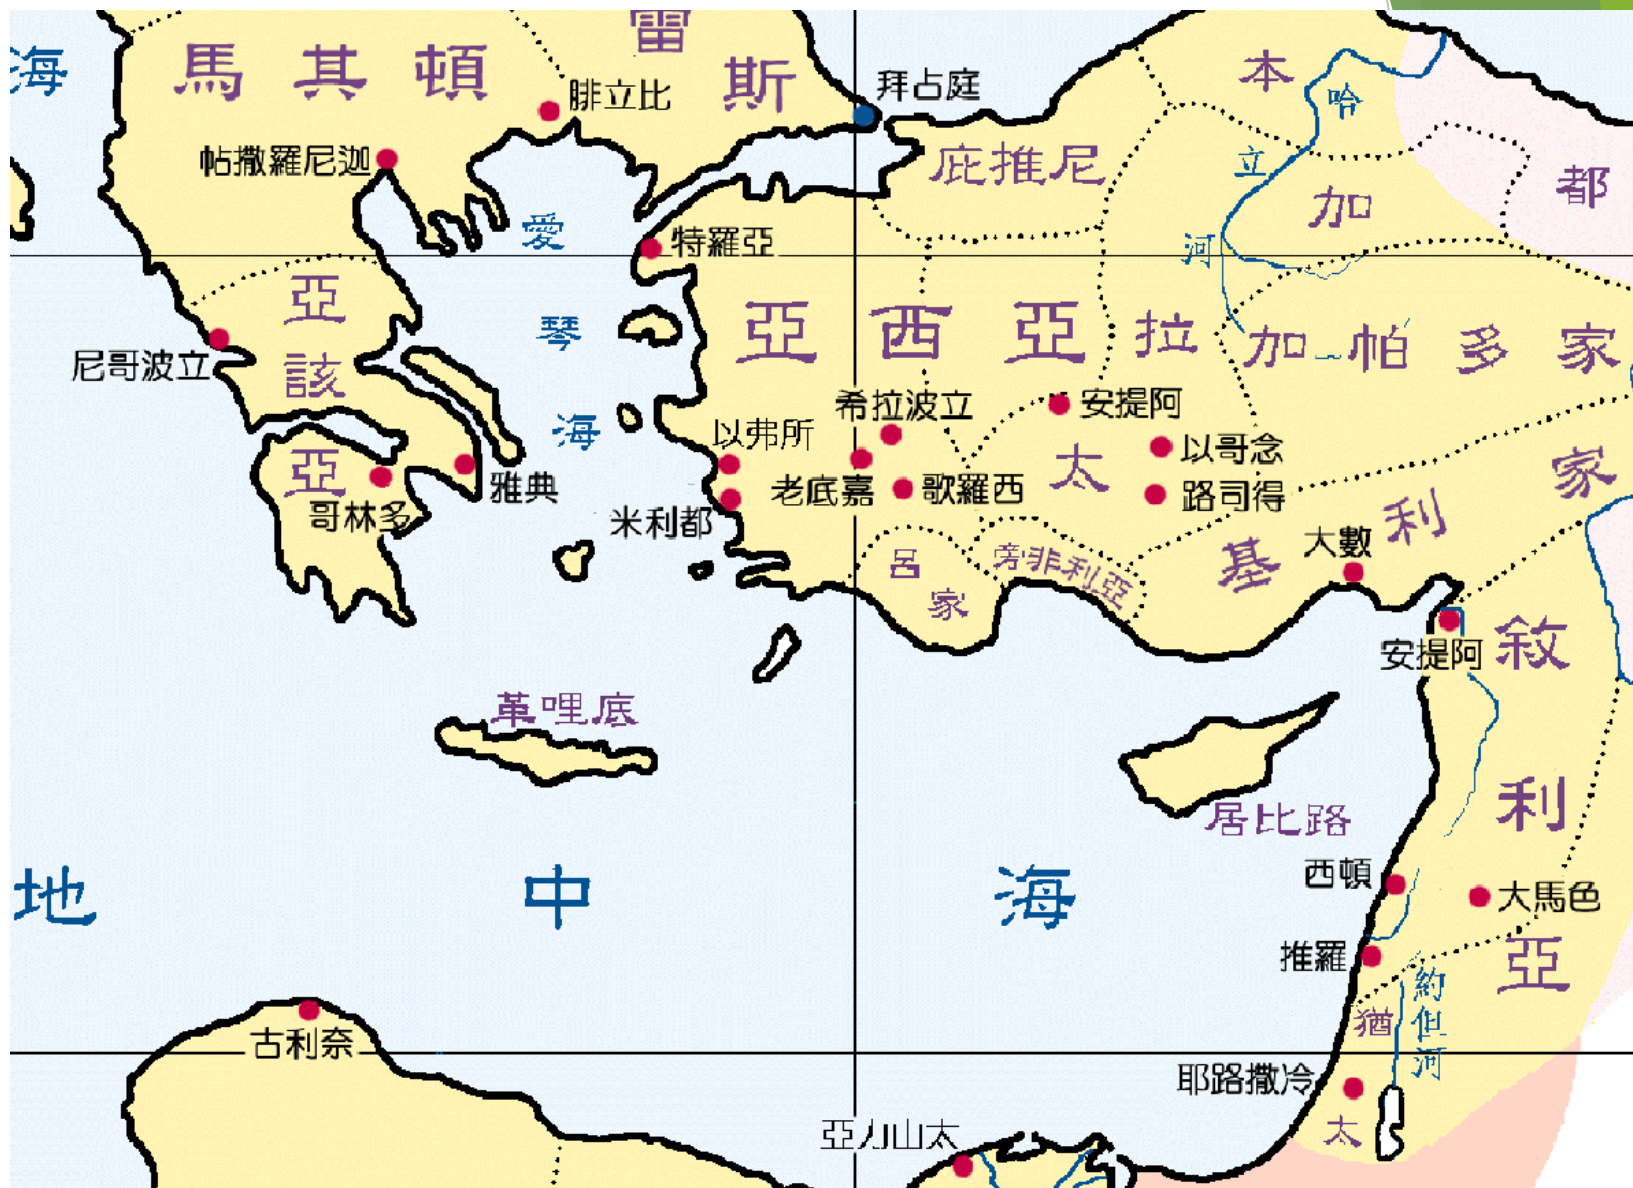 海
馬其頓
雷
斯
腓立比
拜占庭
帖撒羅尼迦
庇推尼
本
都
哈
立
河
加
拉
太
愛
琴
海
特羅亞
亞
該
亞
亞西亞
加帕多家
尼哥波立
希拉波立
安提阿
以弗所
老底嘉
歌羅西
以哥念
路司得
雅典
哥林多
米利都
呂
家
旁非利亞
基利家
大數
安提阿
敘
利
亞
革哩底
居比路
地中海
西頓
大馬色
推羅
約
但
河
猶
太
古利奈
耶路撒冷
亞力山太